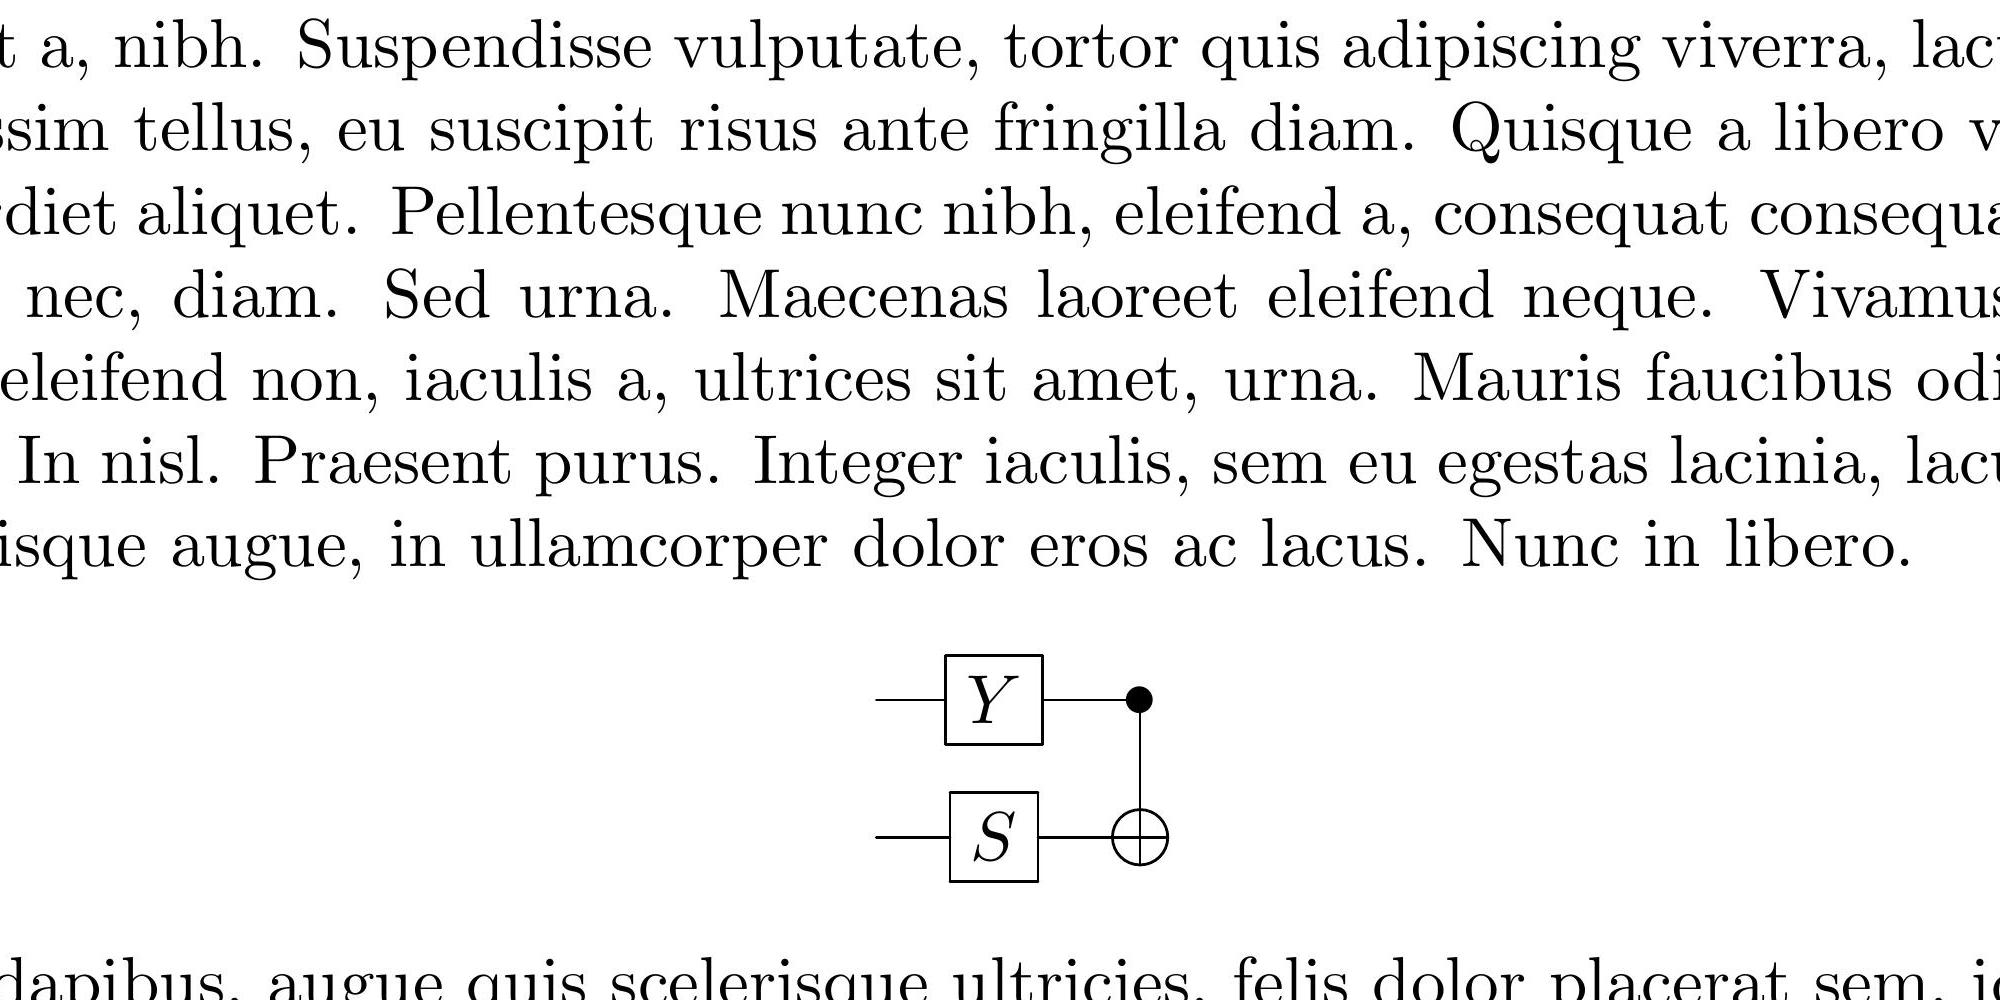 t a, nibh. Suspendisse vulputate, tortor quis adipiscing viverra, lac
ssim tellus, eu suscipit risus ante fringilla diam. Quisque a libero v
rdiet aliquet. Pellentesque nunc nibh, eleifend a, consequat consequa
nec, diam. Sed urna. Maecenas laoreet eleifend neque. Vivamus
eleifend non, iaculis a, ultrices sit amet, urna. Mauris faucibus odi
In nisl. Praesent purus. Integer iaculis, sem eu egestas lacinia, lacu
isque augue, in ullamcorper dolor eros ac lacus. Nunc in libero.
Y
S
dapibus, augue quis scelerisque ultricies, felis dolor placerat sem, id